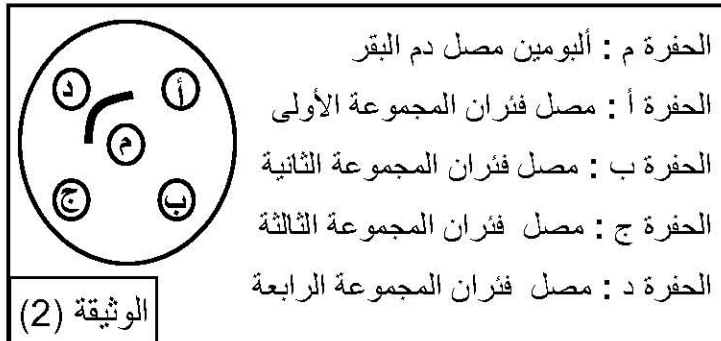 الحفرة م : ألبومين مصل دم البقر
الحفرة أ : مصل فئران المجموعة الأولى
الحفرة ب : مصل فئران المجموعة الثانية
الحفرة ج : مصل فئران المجموعة الثالثة
الحفرة د : مصل فئران المجموعة الرابعة
أ
د
م
ب
ج
الوثيقة (2)